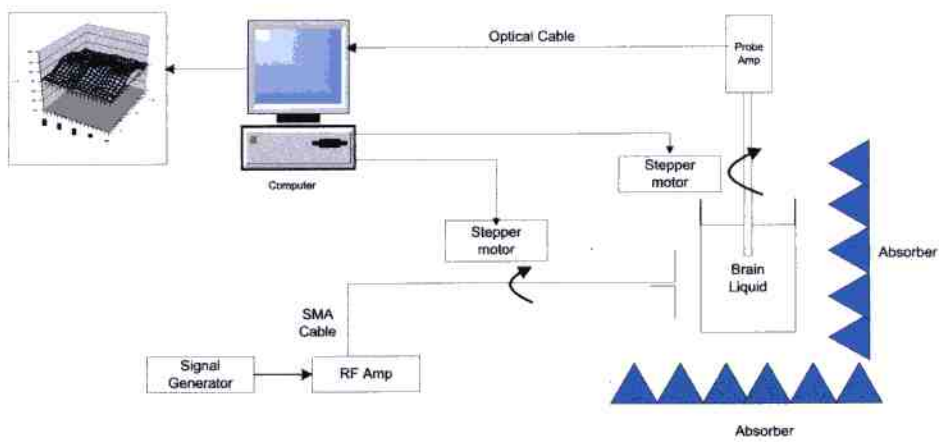 Optical Cable
Probe
Amp
Computer
Stepper
motor
Stepper
motor
Absorber
Brain
Liquid
SMA
Cable
Signal
Generator
RF Amp
Absorber